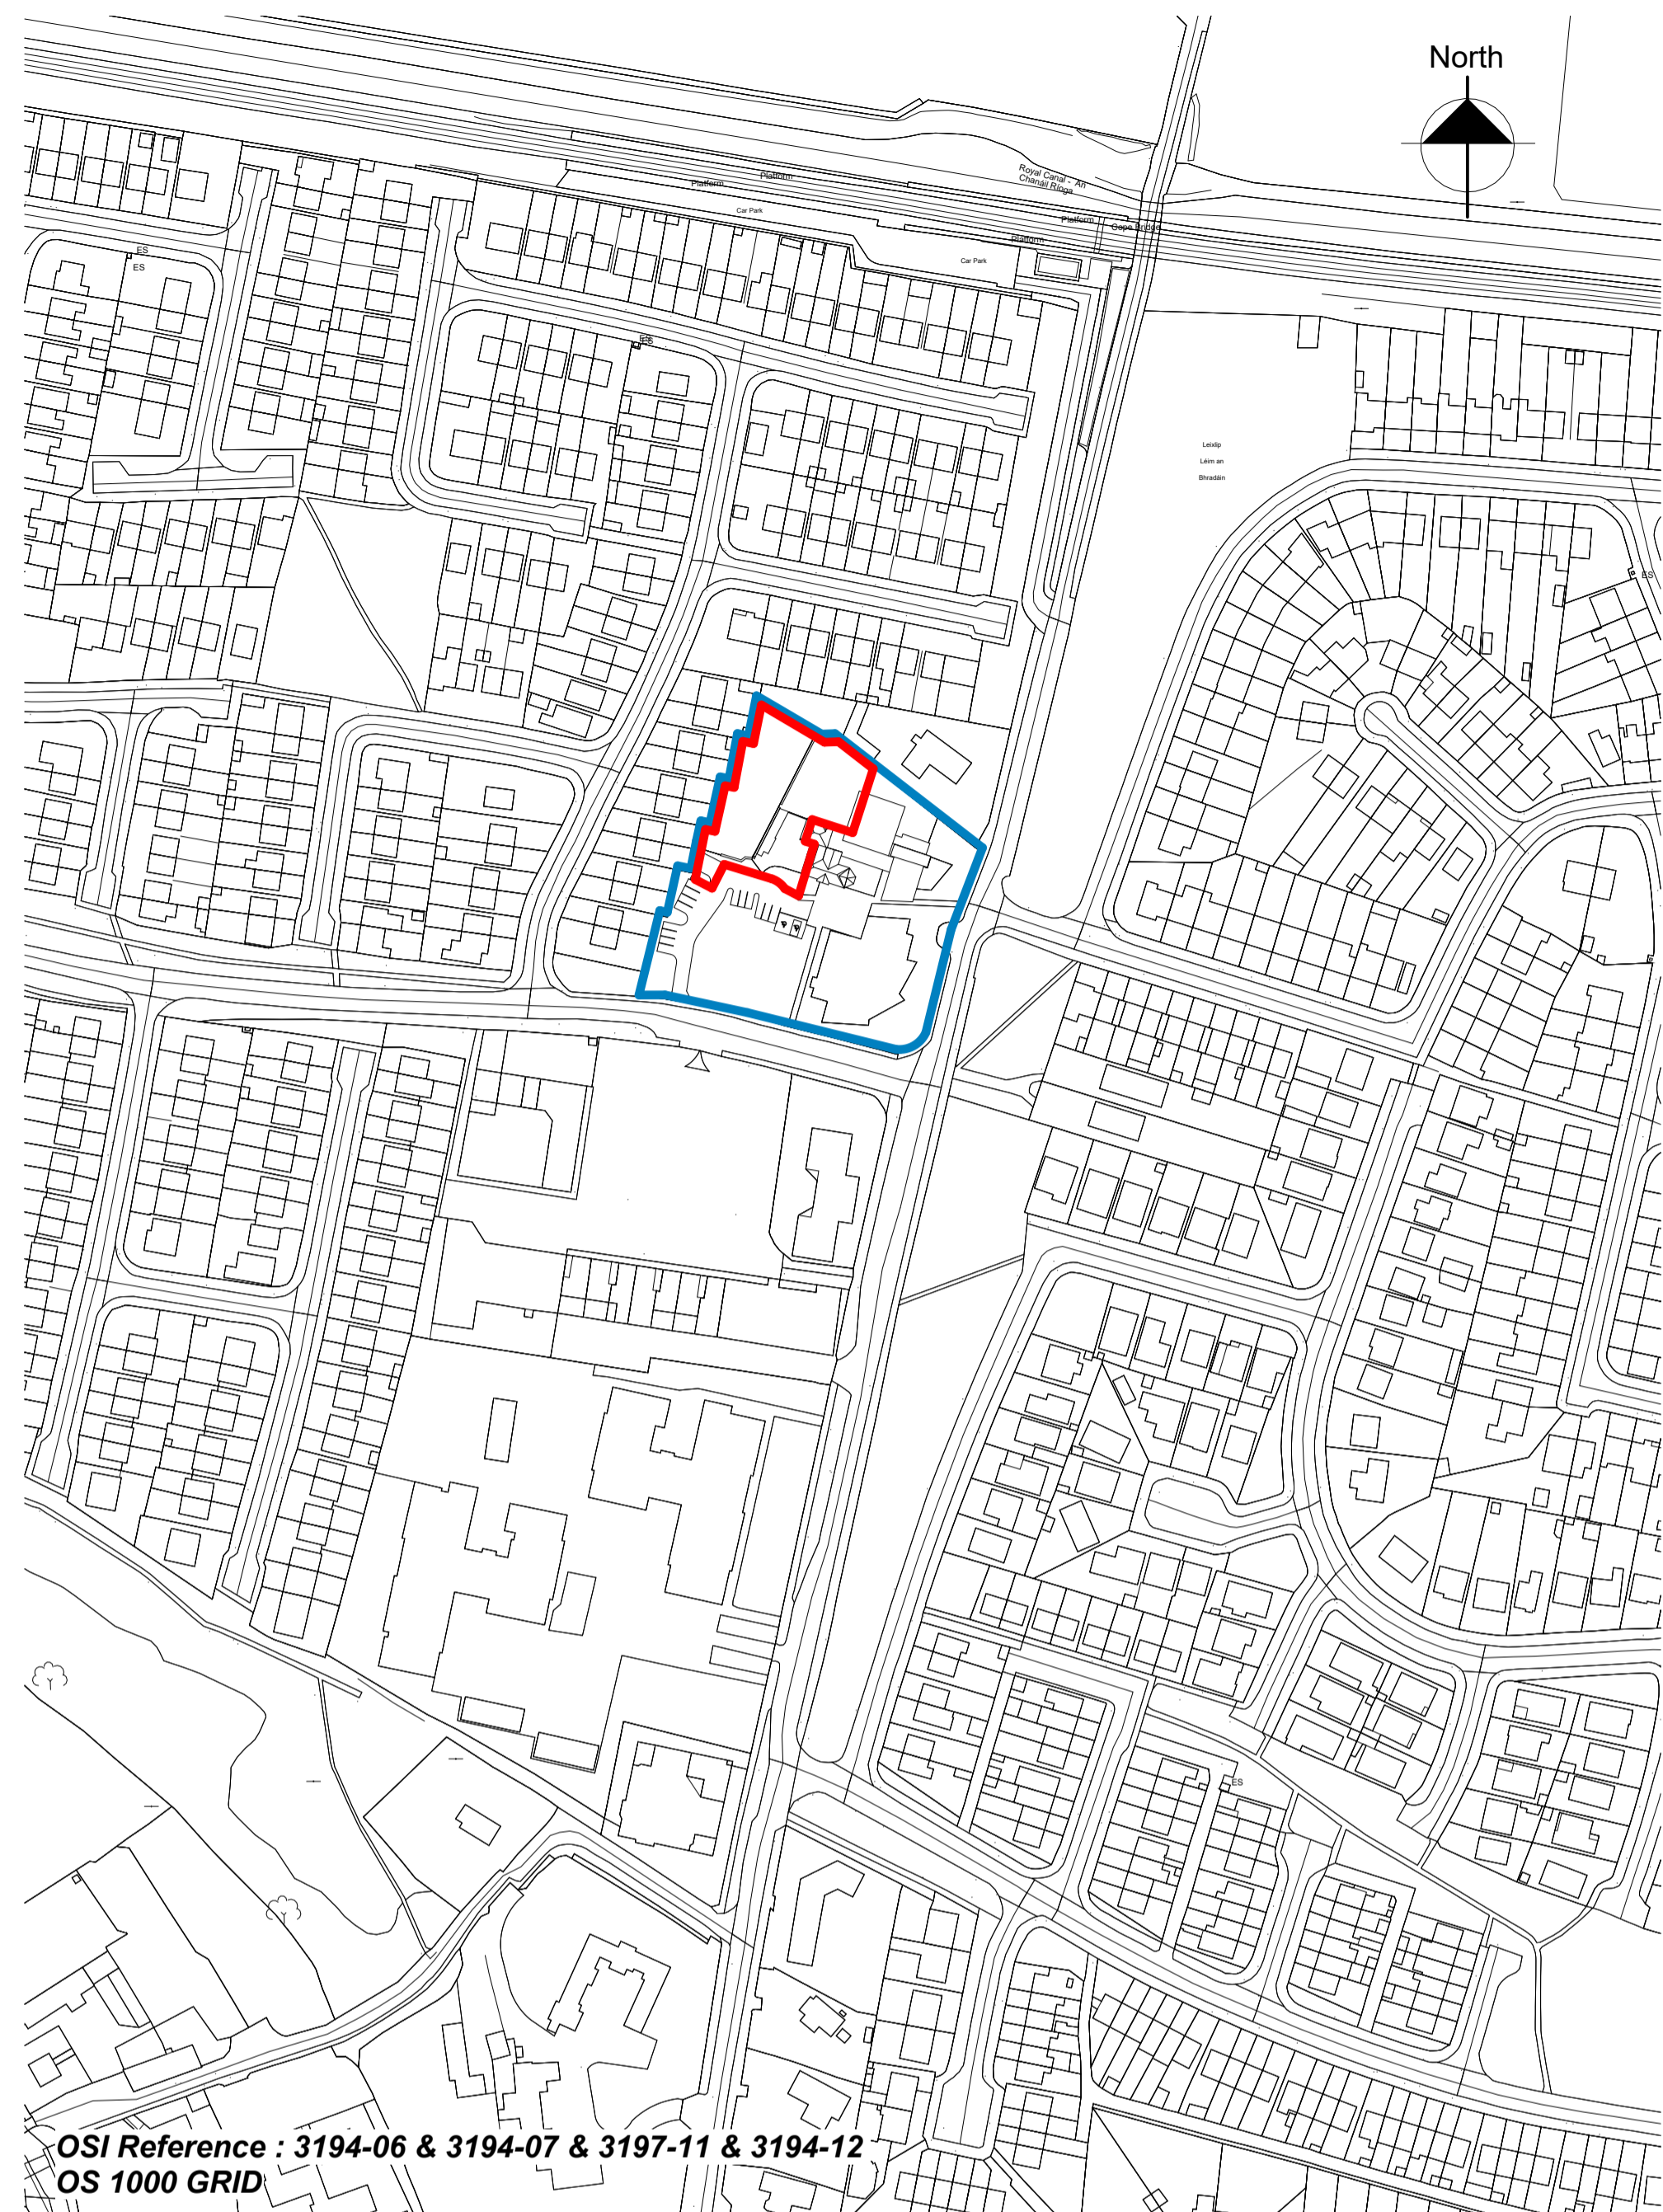 North
Royal Canal - An
Chanáil Ríoga
Platform
Platform
Car Park
Platform
Cope Bridge
Platform
Car Park
ES
ES
ES
ES
Leixlip
Léim an
Bhradáin
ES
ES
OSI Reference : 3194-06 & 3194-07 & 3197-11 & 3194-12
OS 1000 GRID